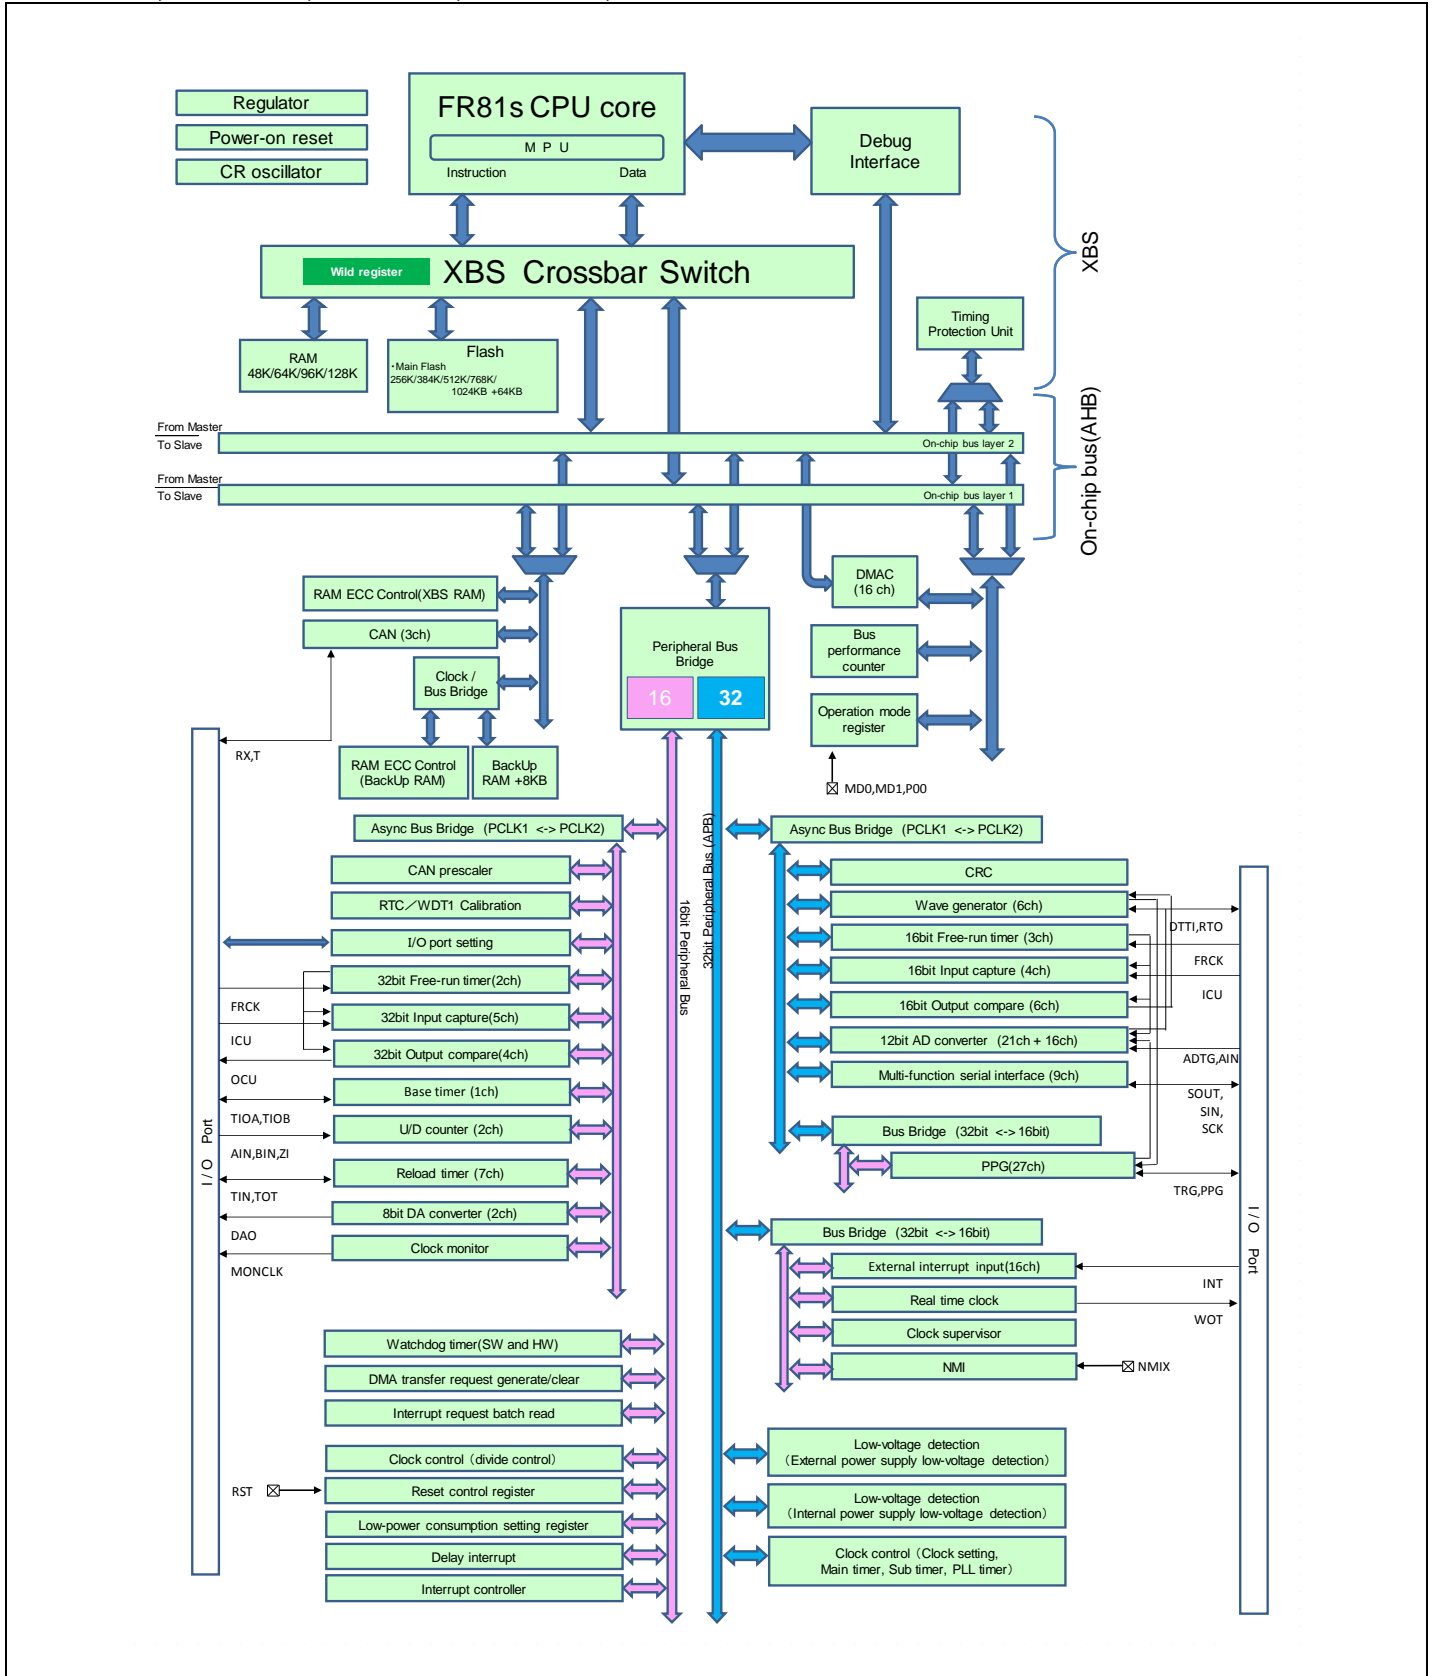 Regulator
Power-on reset
CR oscillator
FR81s CPU core
M P U
Instruction
Data
Debug
Interface
XBS
Wild register
XBS Crossbar Switch
Timing
Protection Unit
RAM
48K/64K/96K/128K
Flash
・Main Flash
256K/384K/512K/768K/
1024KB +64KB
On-chip bus(AHB)
From Master
To Slave
On-chip bus layer 2
From Master
To Slave
On-chip bus layer 1
RAM ECC Control(XBS RAM)
CAN (3ch)
Clock /
Bus Bridge
RAM ECC Control
(BackUp RAM)
BackUp
RAM +8KB
Peripheral Bus
Bridge
16
32
DMAC
(16 ch)
Bus
performance
counter
Operation mode
register
MD0,MD1,P00
RX,T
I / O Port
16bit Peripheral Bus
32bit Peripheral Bus (APB)
Async Bus Bridge (PCLK1 <-> PCLK2)
CAN prescaler
RTC／WDT1 Calibration
I/O port setting
32bit Free-run timer(2ch)
FRCK
32bit Input capture(5ch)
ICU
32bit Output compare(4ch)
OCU
Base timer (1ch)
TIOA,TIOB
U/D counter (2ch)
AIN,BIN,ZI
Reload timer (7ch)
TIN,TOT
8bit DA converter (2ch)
DAO
Clock monitor
MONCLK
Watchdog timer(SW and HW)
DMA transfer request generate/clear
Interrupt request batch read
Clock control（divide control）
RST
Reset control register
Low-power consumption setting register
Delay interrupt
Interrupt controller
Async Bus Bridge (PCLK1 <-> PCLK2)
CRC
Wave generator (6ch)
DTTI,RTO
16bit Free-run timer (3ch)
FRCK
16bit Input capture (4ch)
ICU
16bit Output compare (6ch)
12bit AD converter (21ch + 16ch)
ADTG,AIN
Multi-function serial interface (9ch)
SOUT,
SIN,
SCK
Bus Bridge (32bit <-> 16bit)
PPG(27ch)
TRG,PPG
I / O Port
Bus Bridge (32bit <-> 16bit)
External interrupt input(16ch)
INT
Real time clock
WOT
Clock supervisor
NMI
NMIX
Low-voltage detection
（External power supply low-voltage detection）
Low-voltage detection
（Internal power supply low-voltage detection）
Clock control（Clock setting,
Main timer, Sub timer, PLL timer）